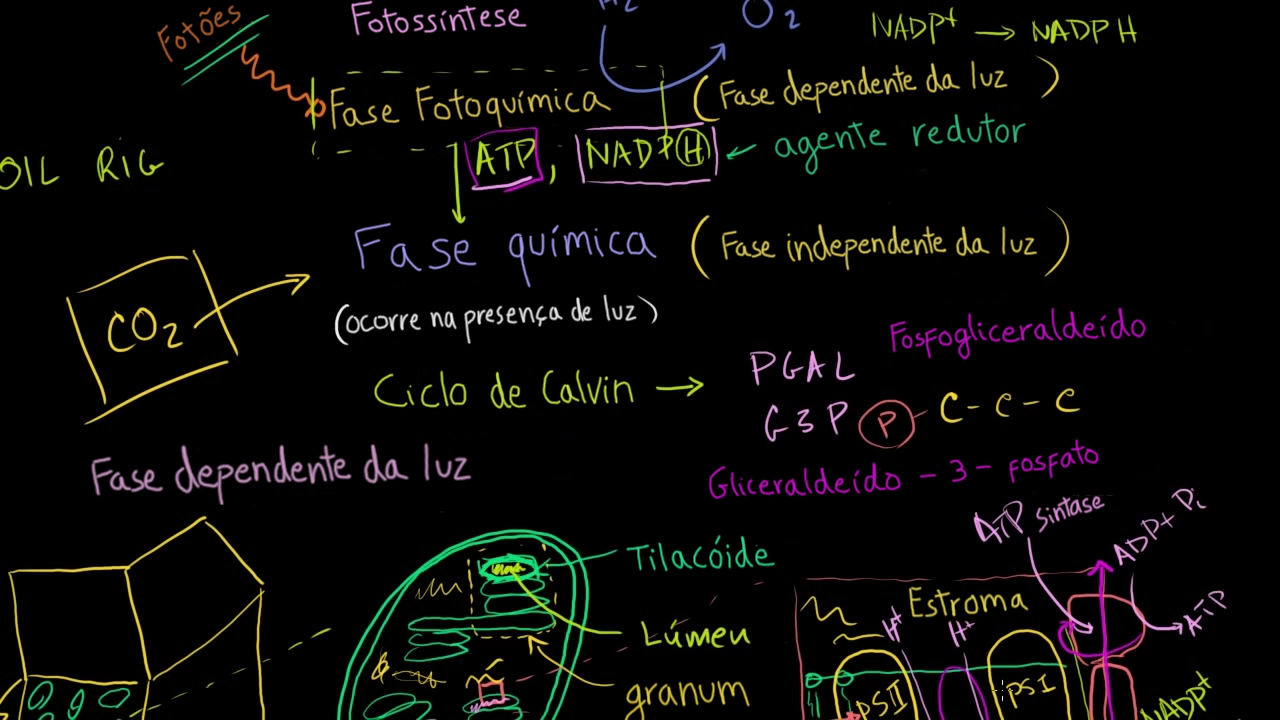 Fotões
Fotossíntese
O2
NADP+ → NADPH
Fase Fotoquímica
(Fase dependente da luz)
ATP, NADPH ← agente redutor
OIL RIG
Fase química (Fase independente da luz)
(ocorre na presença de luz)
CO2
Fosfogliceraldeído
Ciclo de Calvin → PGAL
G3P P - C - C - C
Gliceraldeído - 3 - fosfato
Fase dependente da luz
ATP sintase
ADP + Pi
ATP
Tilacóide
Estroma
H+ H+
Lúmen
granum
PSII
PSI
NADP+